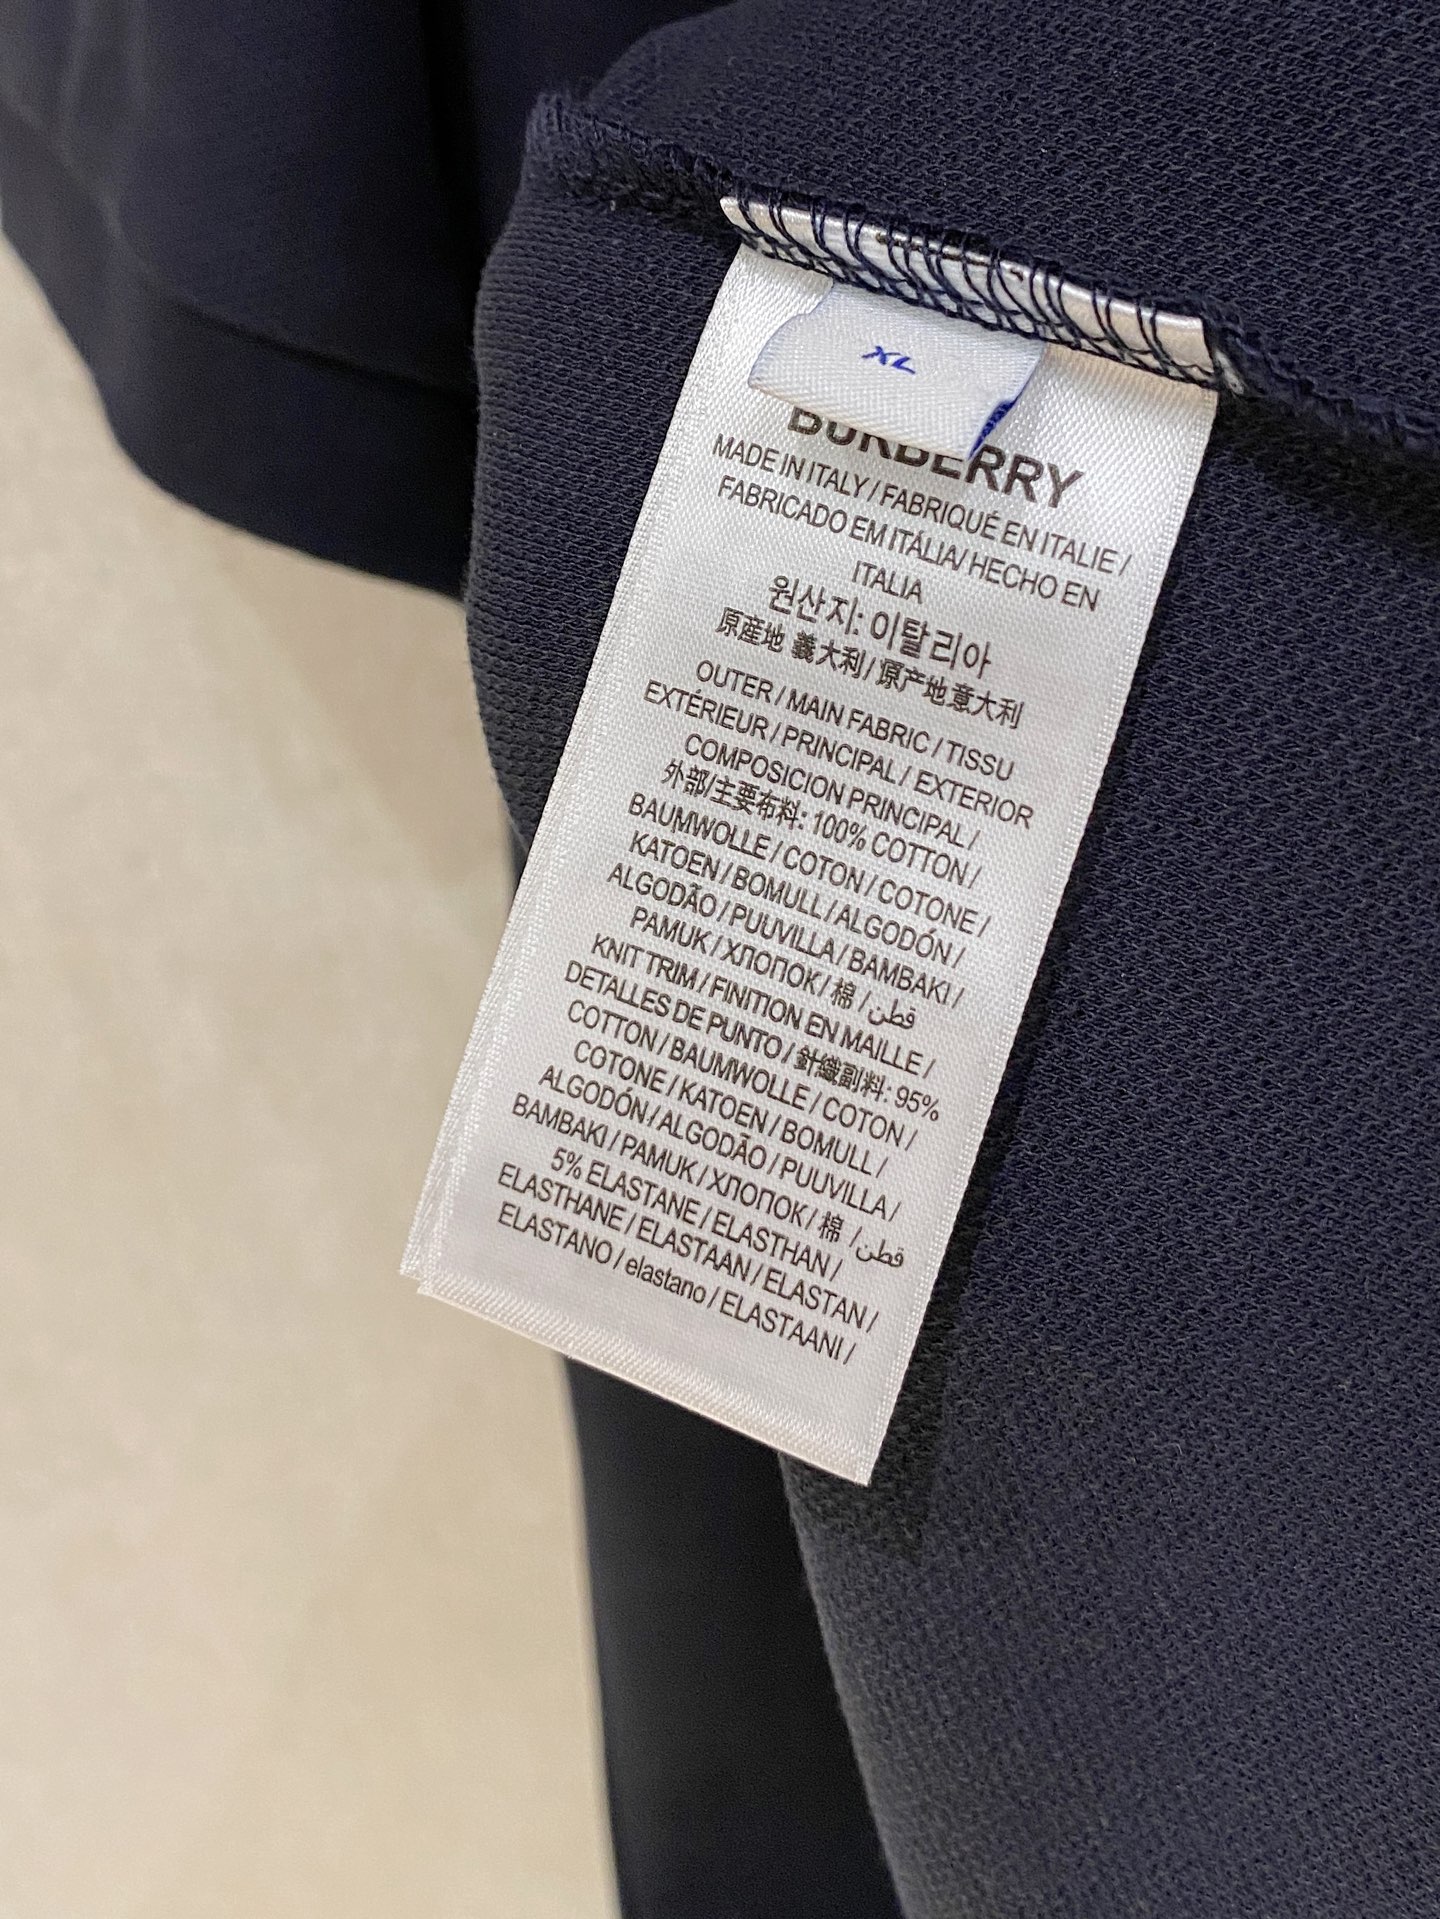 XL
BURBERRY
MADE IN ITALY / FABRIQUÉ EN ITALIE /
FABRICADO EM ITÁLIA/ HECHO EN
ITALIA
원산지: 이탈리아
原産地 義大利 / 原产地意大利
OUTER / MAIN FABRIC / TISSU
EXTÉRIEUR / PRINCIPAL / EXTERIOR
COMPOSICION PRINCIPAL /
外部/主要布料: 100% COTTON /
BAUMWOLLE / COTON / COTONE /
KATOEN / BOMULL / ALGODÓN /
ALGODÃO / PUUVILLA / BAMBAKI /
PAMUK / ХЛОПОК / 棉 / قطن
KNIT TRIM / FINITION EN MAILLE /
DETALLES DE PUNTO / 針織副料: 95%
COTTON / BAUMWOLLE / COTON /
COTONE / KATOEN / BOMULL /
ALGODÓN / ALGODÃO / PUUVILLA /
BAMBAKI / PAMUK / ХЛОПОК / 棉 / قطن
5% ELASTANE / ELASTHAN /
ELASTHANE / ELASTAAN / ELASTAN /
ELASTANO / elastano / ELASTAANI /